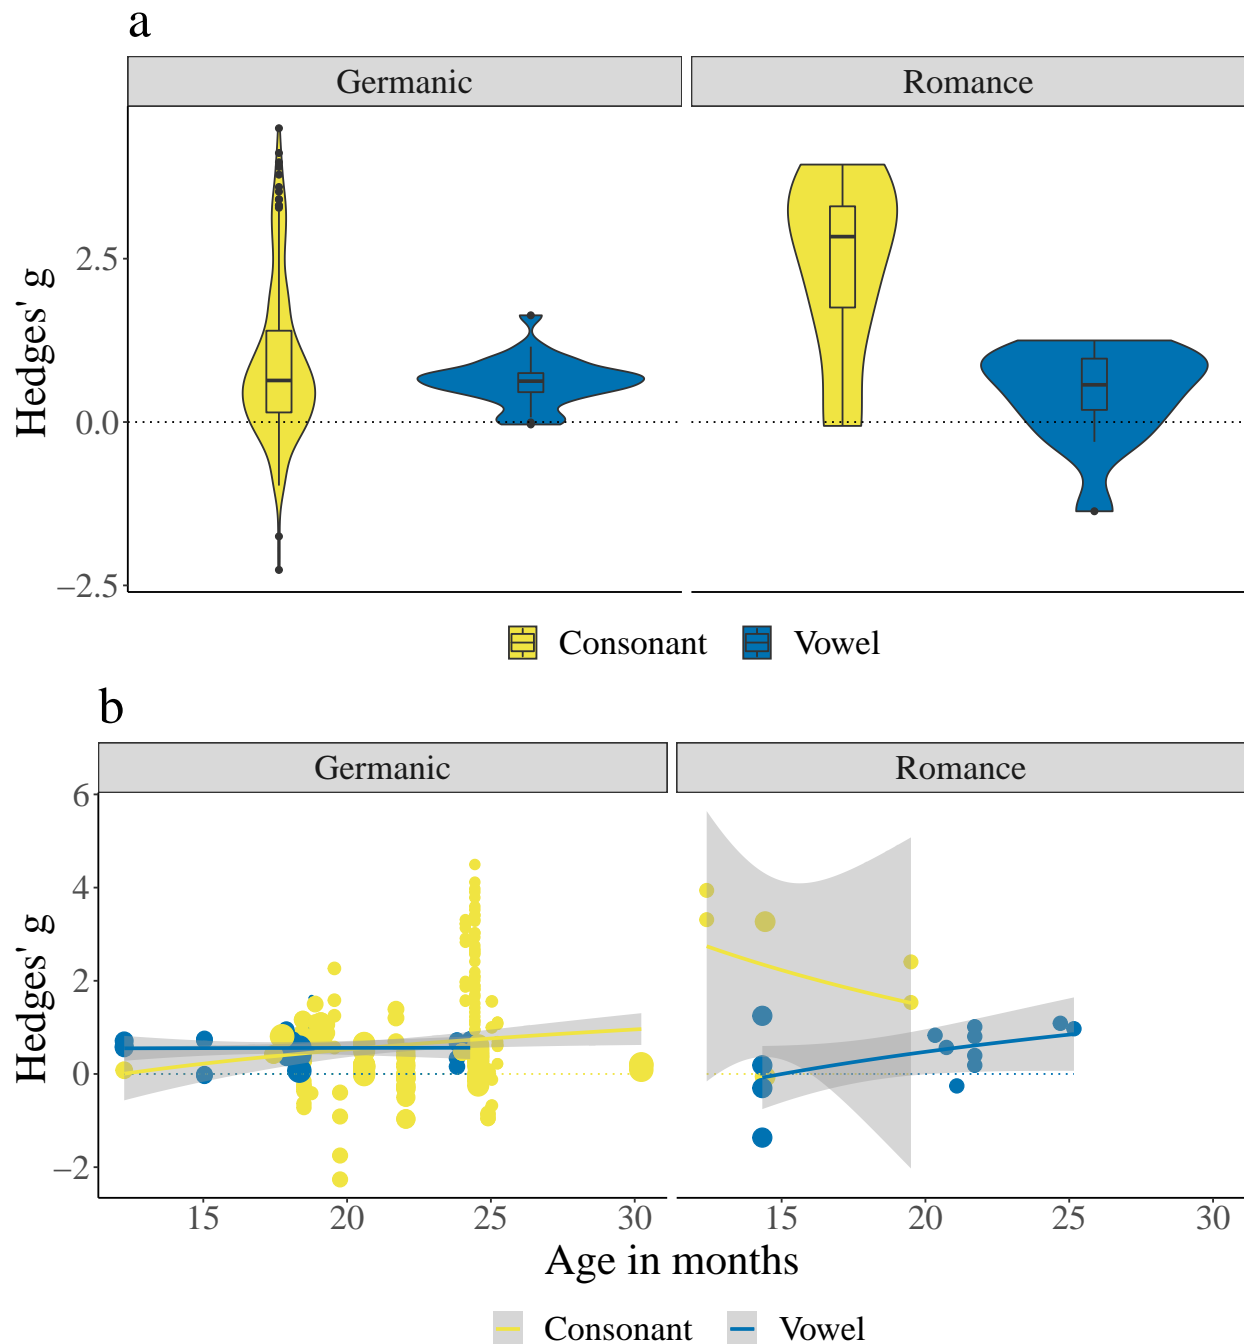 a
Germanic Romance
Hedges' g
2.5
0.0
−2.5
Consonant Vowel
b
Germanic Romance
Hedges' g
6
4
2
0
−2
15 20 25 30 15 20 25 30
Age in months
Consonant Vowel